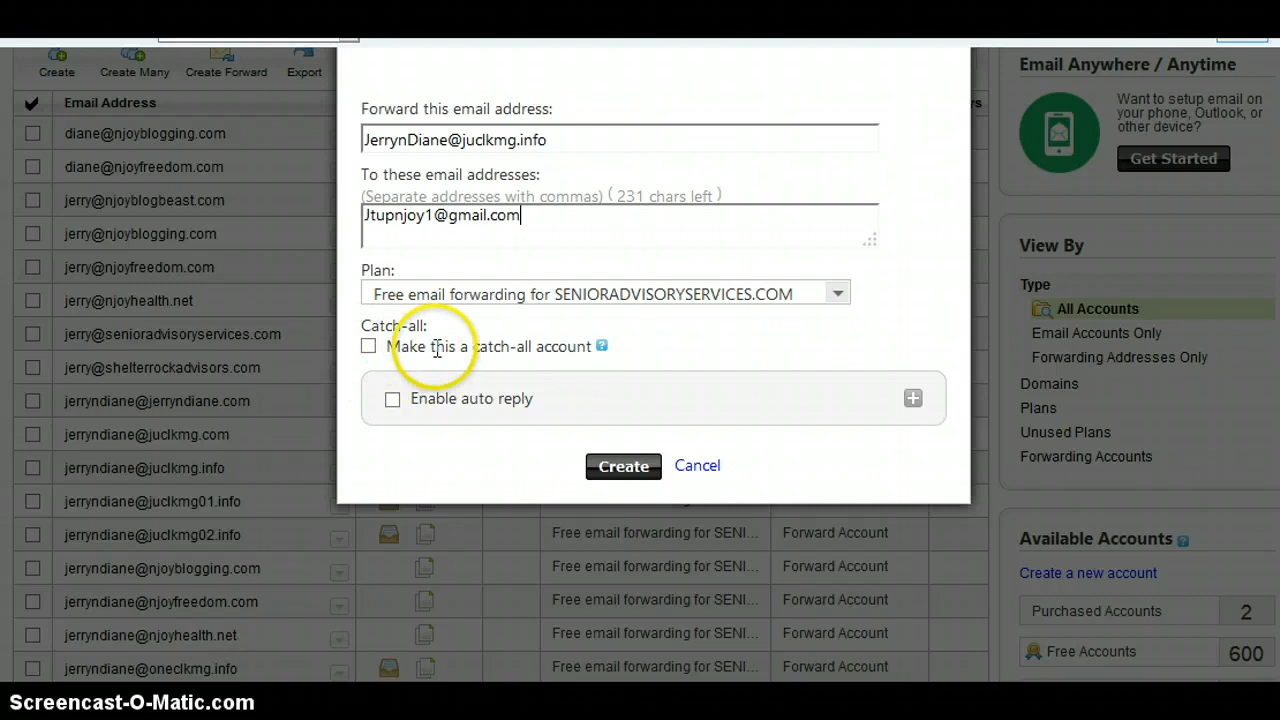 Create
Create Many
Create Forward
Export
Email Address
diane@njoyblogging.com
diane@njoyfreedom.com
jerry@njoyblogbeast.com
jerry@njoyblogging.com
jerry@njoyfreedom.com
jerry@njoyhealth.net
jerry@senioradvisoryservices.com
jerry@shelterrockadvisors.com
jerryndiane@jerryndiane.com
jerryndiane@juclkmg.com
jerryndiane@juclkmg.info
jerryndiane@juclkmg01.info
jerryndiane@juclkmg02.info Free email forwarding for SENI... Forward Account
jerryndiane@njoyblogging.com Free email forwarding for SENI... Forward Account
jerryndiane@njoyfreedom.com Free email forwarding for SENI... Forward Account
jerryndiane@njoyhealth.net Free email forwarding for SENI... Forward Account
jerryndiane@oneclkmg.info Free email forwarding for SENI... Forward Account
Forward this email address:
JerrynDiane@juclkmg.info
To these email addresses:
(Separate addresses with commas) ( 231 chars left )
Jtupnjoy1@gmail.com
Plan:
Free email forwarding for SENIORADVISORYSERVICES.COM
Catch-all:
Make this a catch-all account ?
Enable auto reply
Create Cancel
Email Anywhere / Anytime
Want to setup email on
your phone, Outlook, or
other device?
Get Started
View By
Type
All Accounts
Email Accounts Only
Forwarding Addresses Only
Domains
Plans
Unused Plans
Forwarding Accounts
Available Accounts ?
Create a new account
Purchased Accounts 2
Free Accounts 600
Screencast-O-Matic.com